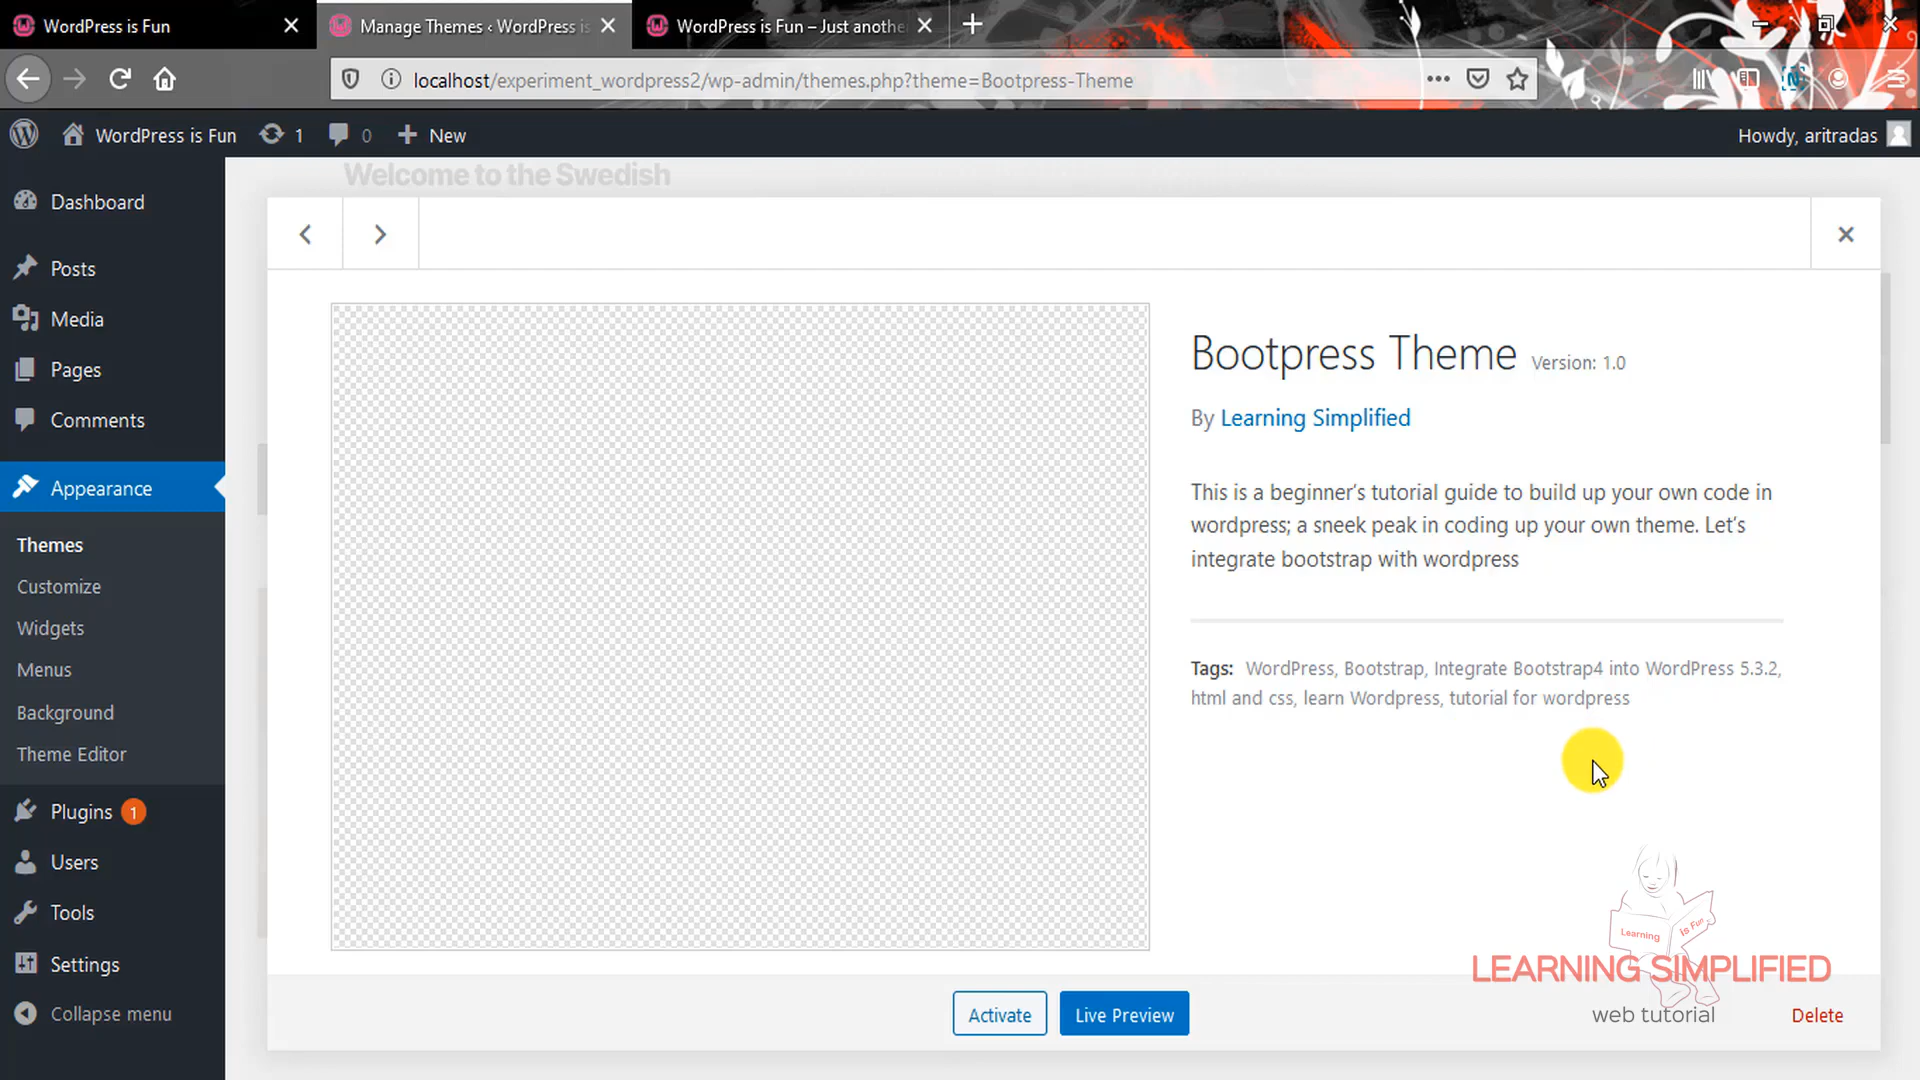 WordPress is Fun
Manage Themes ‹ WordPress is
WordPress is Fun – Just anothe
localhost/experiment_wordpress2/wp-admin/themes.php?theme=Bootpress-Theme
WordPress is Fun
1
0
New
Howdy, aritradas
Dashboard
Posts
Media
Pages
Comments
Appearance
Themes
Customize
Widgets
Menus
Background
Theme Editor
Plugins 1
Users
Tools
Settings
Collapse menu
Welcome to the Swedish
Bootpress Theme Version: 1.0
By Learning Simplified
This is a beginner’s tutorial guide to build up your own code in
wordpress; a sneek peak in coding up your own theme. Let’s
integrate bootstrap with wordpress
Tags: WordPress, Bootstrap, Integrate Bootstrap4 into WordPress 5.3.2,
html and css, learn Wordpress, tutorial for wordpress
Learning is Fun
LEARNING SIMPLIFIED
web tutorial
Activate
Live Preview
Delete